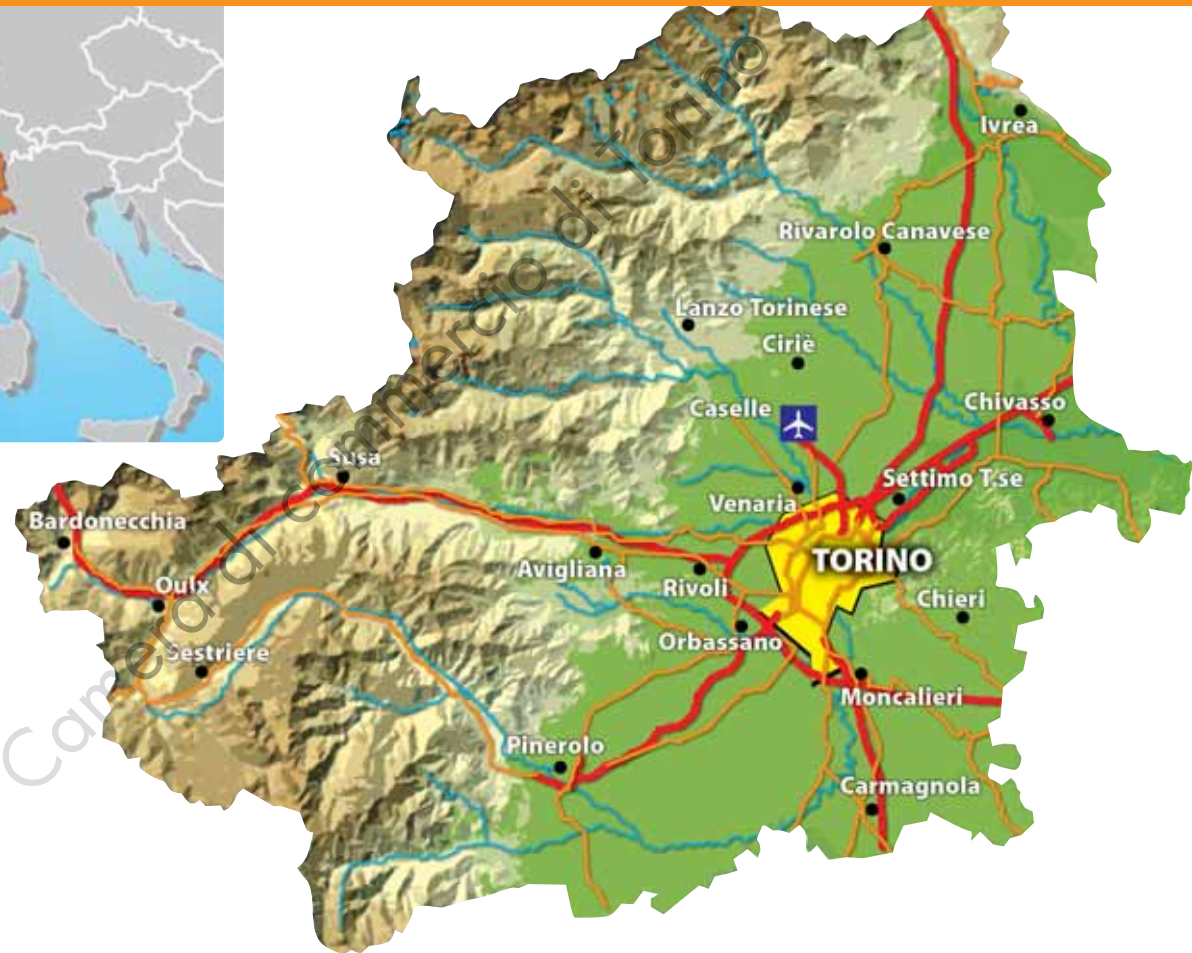 Ivrea
Rivarolo Canavese
Lanzo Torinese
Ciriè
Caselle
Chivasso
Susa
Settimo T.se
Venaria
Bardonecchia
TORINO
Avigliana
Rivoli
Oulx
Chieri
Orbassano
Sestriere
Moncalieri
Pinerolo
Carmagnola
Camera di commercio di Torino